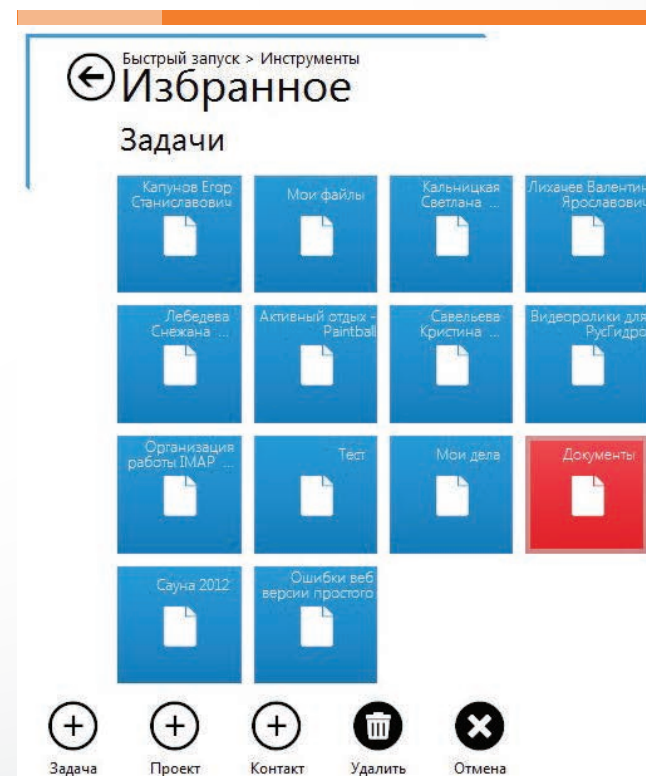 Быстрый запуск > Инструменты
Избранное
Задачи
Капунов Егор
Станиславович
Мои файлы
Кальницкая
Светлана ...
Лихачев Валентин
Ярославович
Лебедева
Снежана ...
Активный отдых -
Paintball
Савельева
Кристина ...
Видеоролики для
РусГидро
Организация
работы IMAP ...
Тест
Мои дела
Документы
Сауна 2012
Ошибки веб
версии простого
Задача
Проект
Контакт
Удалить
Отмена